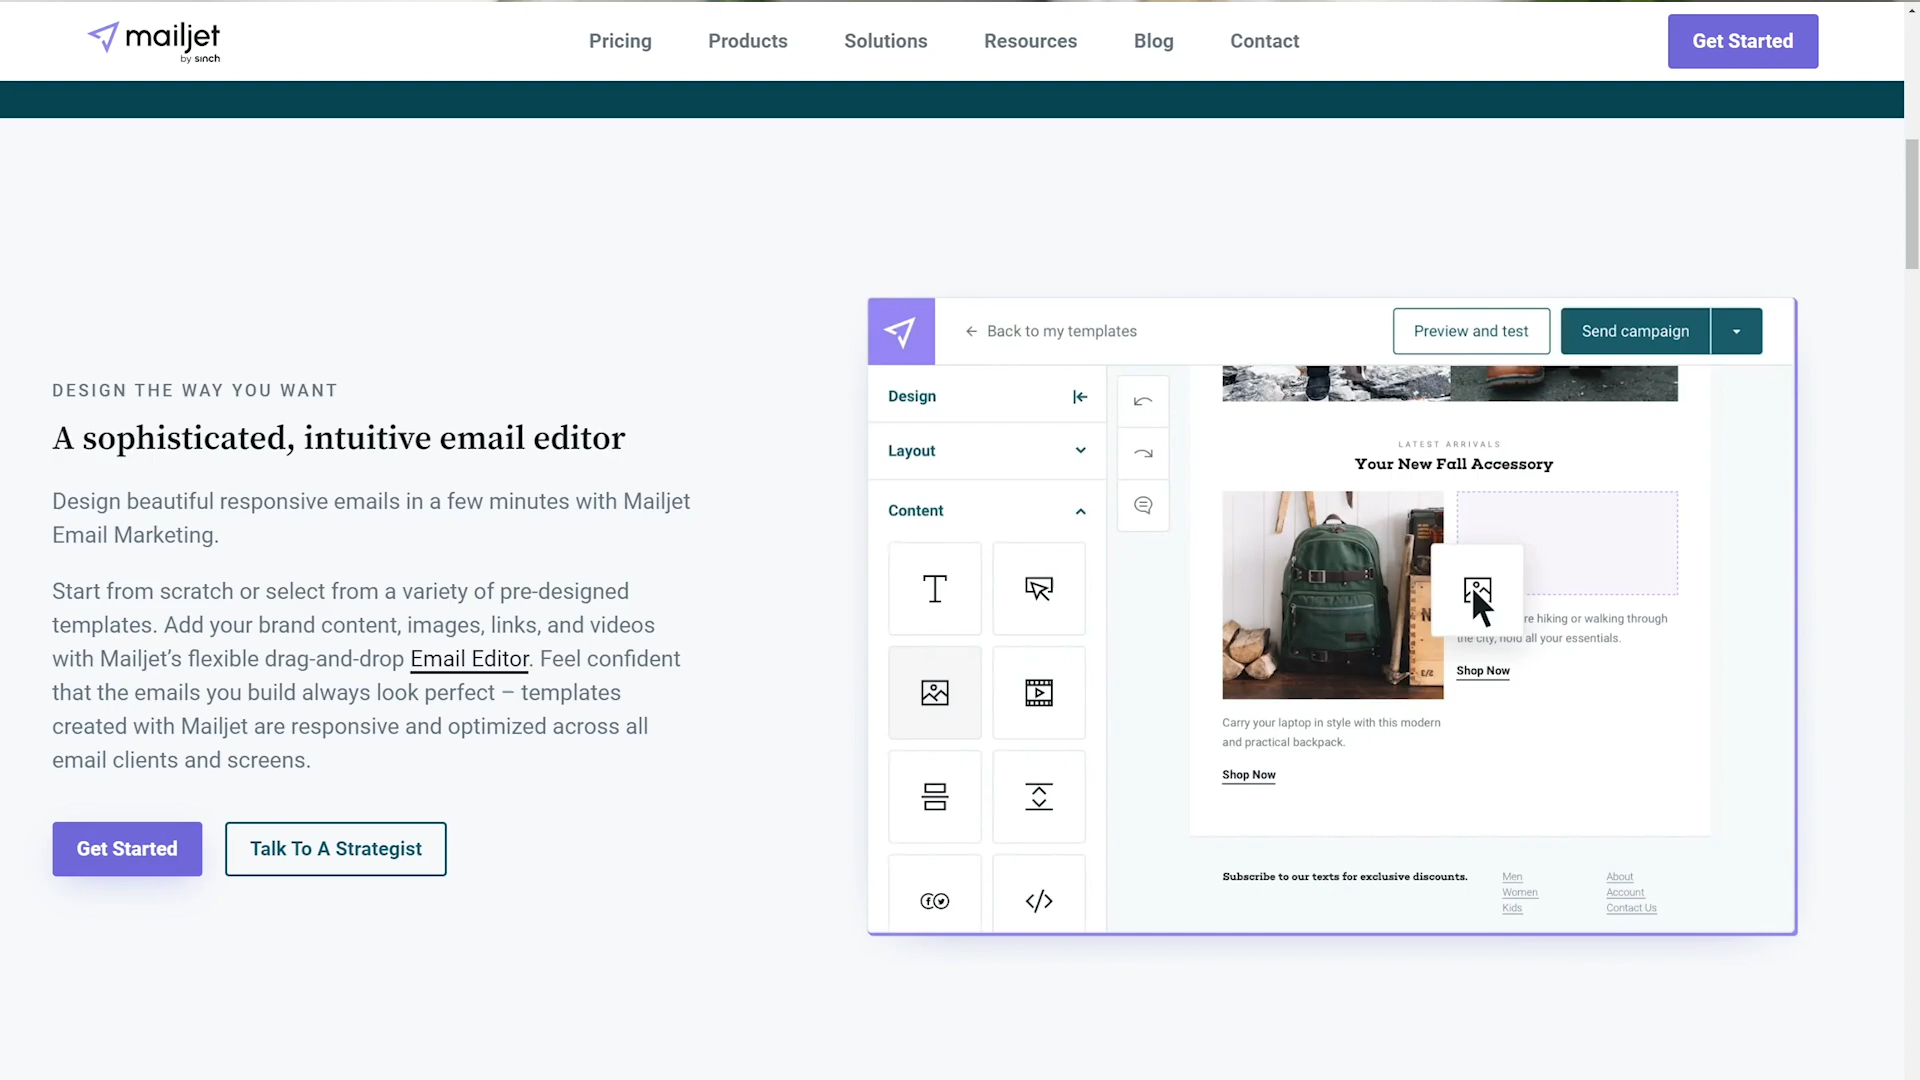 mailjet
by sinch
Pricing
Products
Solutions
Resources
Blog
Contact
Get Started
DESIGN THE WAY YOU WANT
A sophisticated, intuitive email editor
Design beautiful responsive emails in a few minutes with Mailjet
Email Marketing.
Start from scratch or select from a variety of pre-designed
templates. Add your brand content, images, links, and videos
with Mailjet’s flexible drag-and-drop Email Editor. Feel confident
that the emails you build always look perfect – templates
created with Mailjet are responsive and optimized across all
email clients and screens.
Get Started
Talk To A Strategist
Back to my templates
Preview and test
Send campaign
Design
Layout
Content
LATEST ARRIVALS
Your New Fall Accessory
Carry your laptop in style with this modern
and practical backpack.
Shop Now
hiking or walking through
the city, hold all your essentials.
Shop Now
Subscribe to our texts for exclusive discounts.
Men
Women
Kids
About
Account
Contact Us